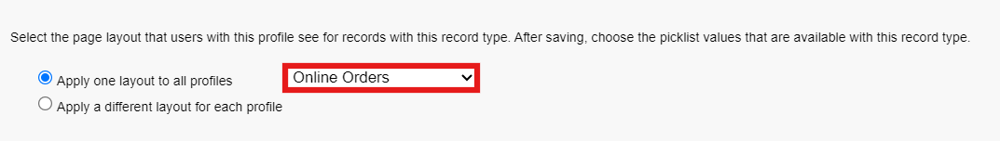 Select the page layout that users with this profile see for records with this record type. After saving, choose the picklist values that are available with this record type.
Apply one layout to all profiles Online Orders
Apply a different layout for each profile